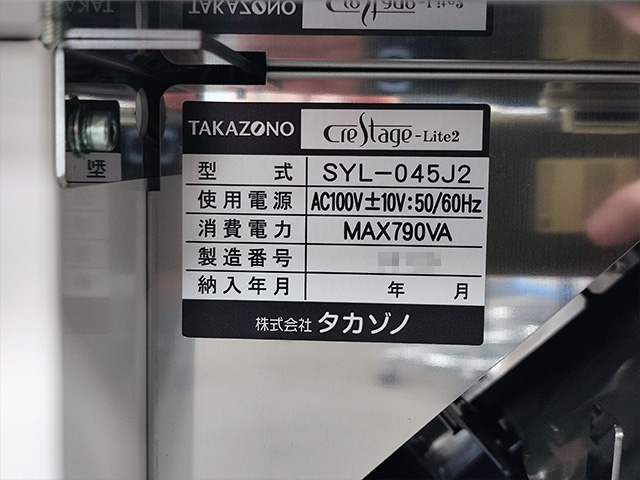 TAKAZONO CreStage-Lite2
型式 SYL-045J2
使用電源 AC100V±10V:50/60Hz
消費電力 MAX790VA
製造番号
納入年月 年 月
株式会社 タカゾノ
型